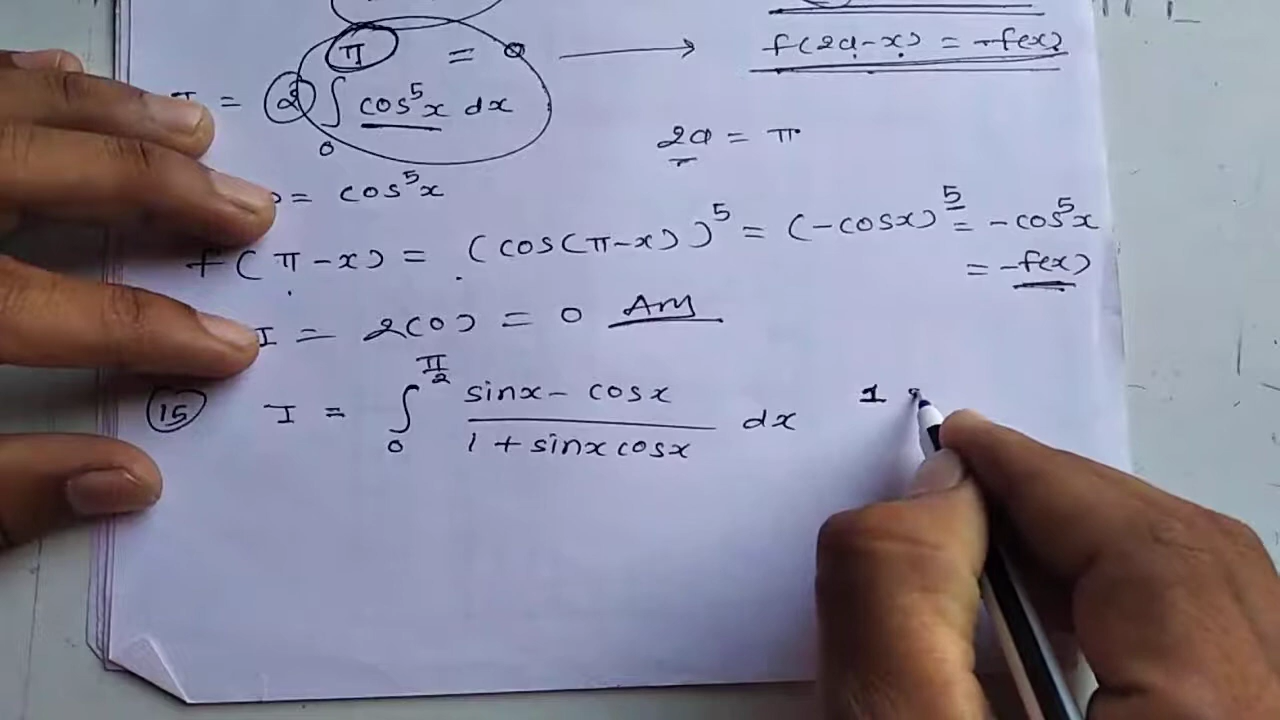 π = 0 → f(2a-x) = -f(x)
= 2 ∫₀ cos⁵x dx
2a = π
= cos⁵x
f(π-x) = (cos(π-x))⁵ = (-cosx)⁵ = -cos⁵x
= -f(x)
I = 2(0) = 0 Ans
(15) I = ∫₀^(π/2) (sinx - cosx)/(1 + sinx cosx) dx 1